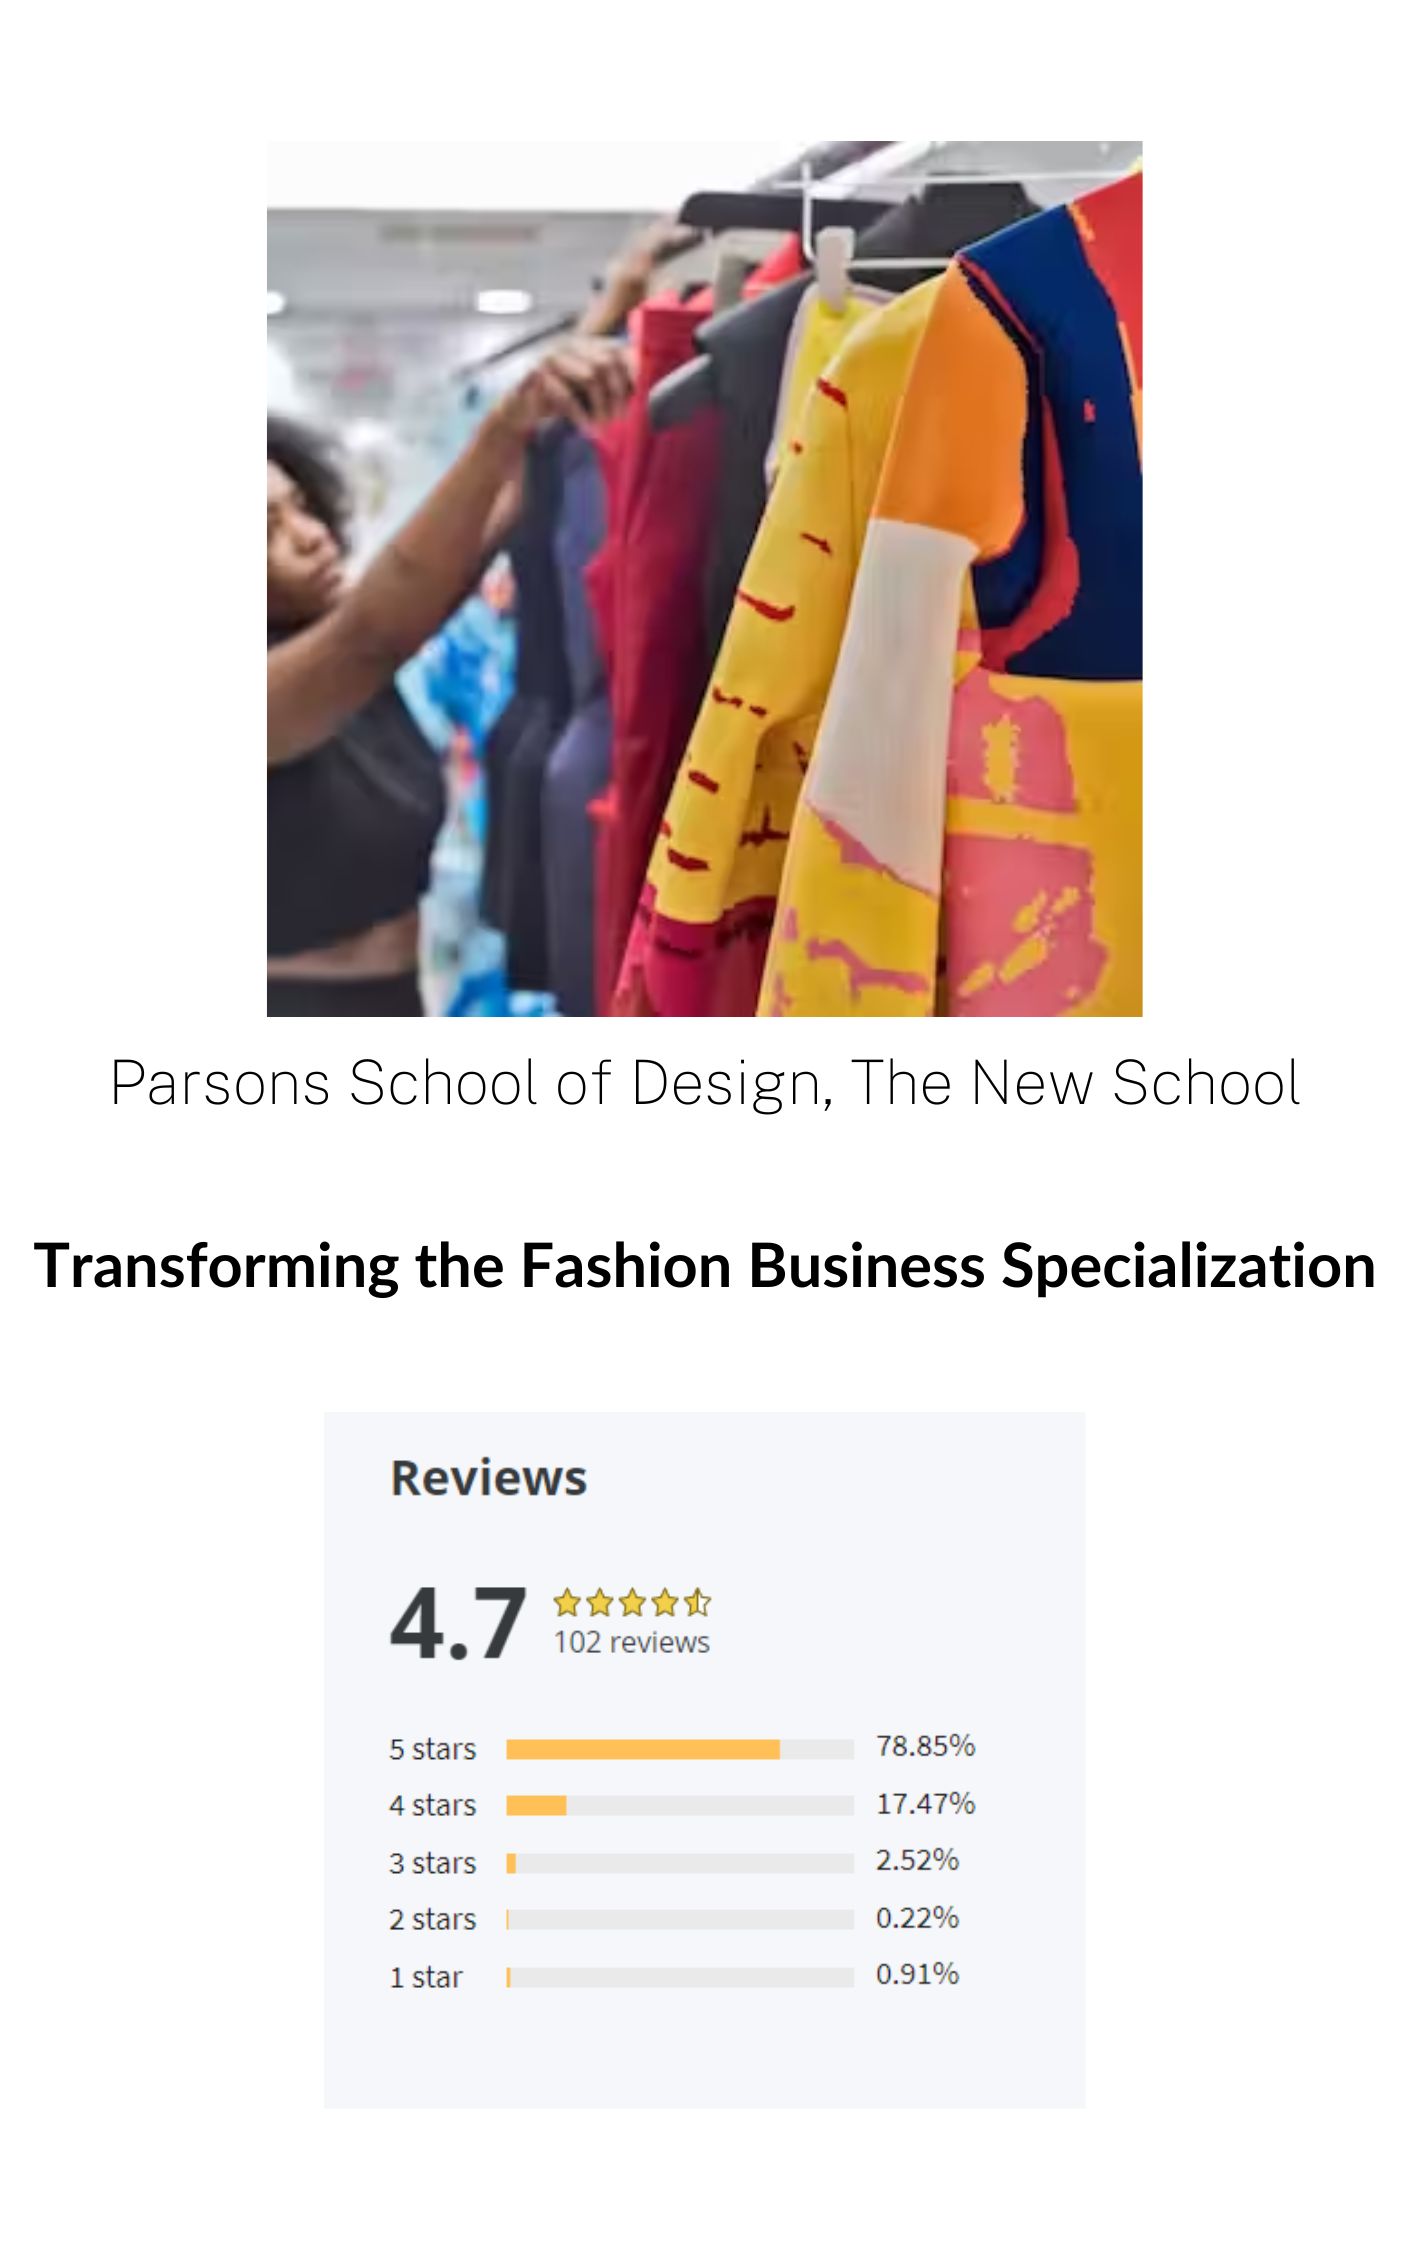 Parsons School of Design, The New School
Transforming the Fashion Business Specialization
Reviews
4.7
102 reviews
5 stars 78.85%
4 stars 17.47%
3 stars 2.52%
2 stars 0.22%
1 star 0.91%